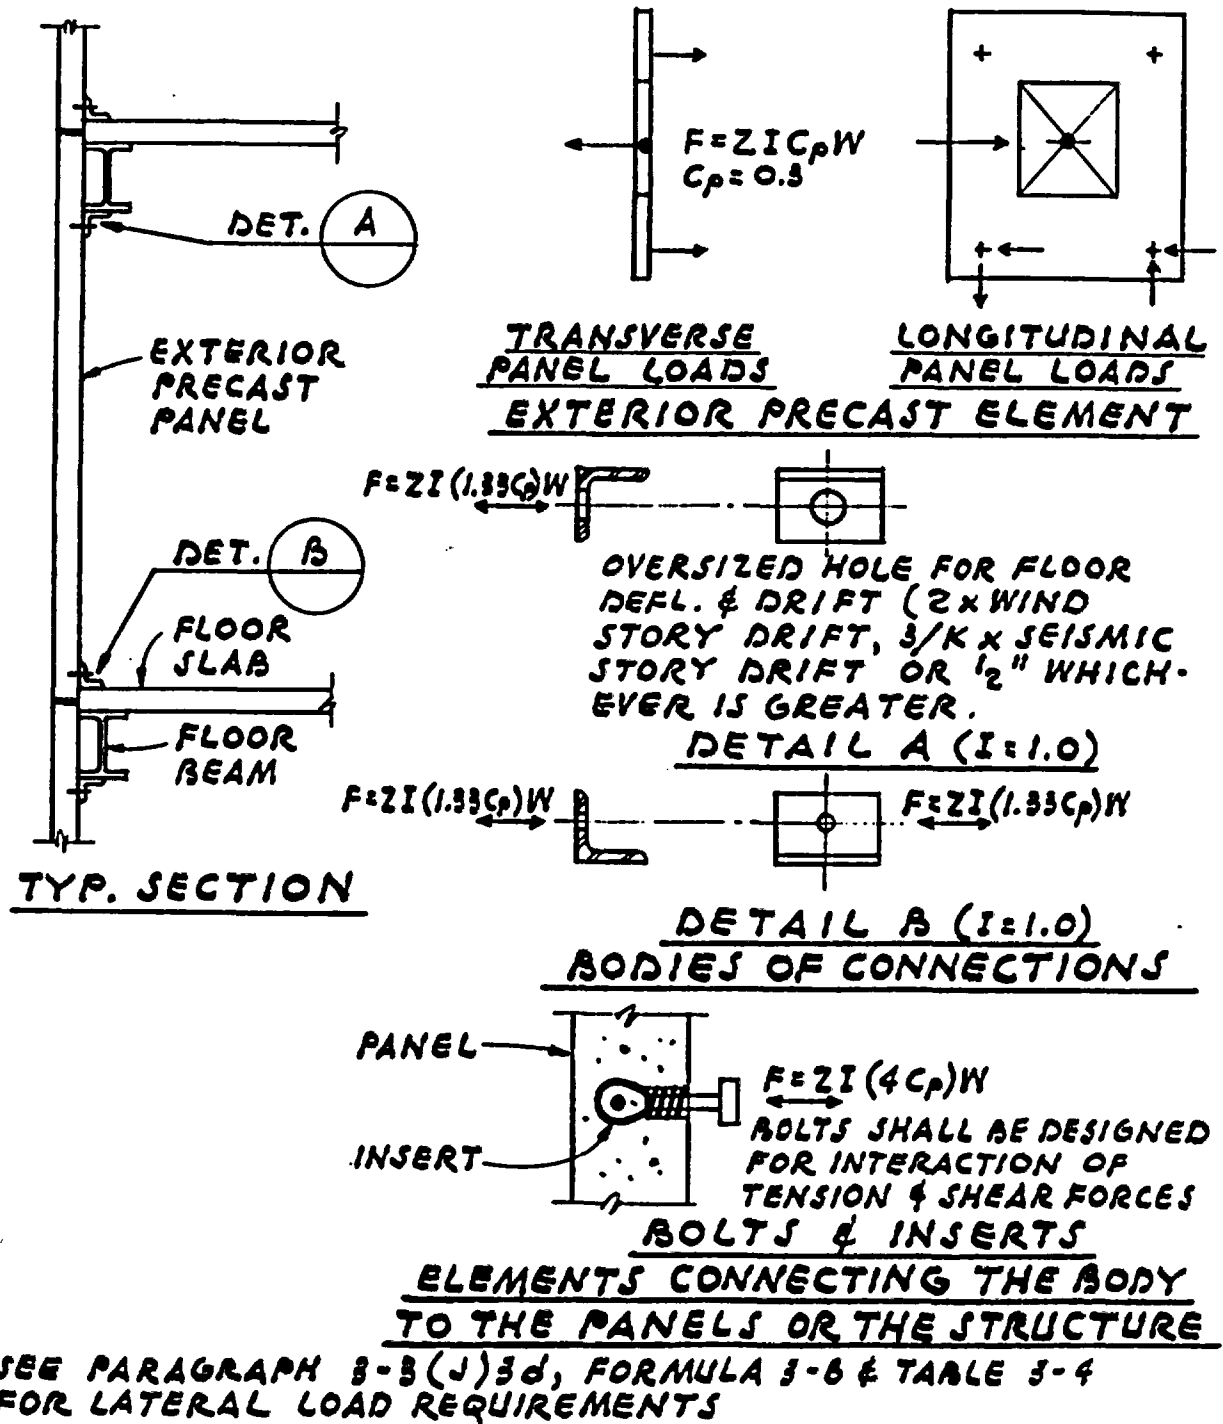 F = ZICpW
Cp = 0.3
DET. A
EXTERIOR
PRECAST
PANEL
TRANSVERSE
PANEL LOADS
LONGITUDINAL
PANEL LOADS
EXTERIOR PRECAST ELEMENT
F = ZI(1.33Cp)W
DET. B
OVERSIZED HOLE FOR FLOOR
DEFL. & DRIFT (2 x WIND
STORY DRIFT, 3/K x SEISMIC
STORY DRIFT OR 1/2" WHICH-
EVER IS GREATER.
FLOOR
SLAB
FLOOR
BEAM
DETAIL A (I = 1.0)
F = ZI(1.33Cp)W
F = ZI(1.33Cp)W
TYP. SECTION
DETAIL B (I = 1.0)
BODIES OF CONNECTIONS
PANEL
INSERT
F = ZI(4Cp)W
BOLTS SHALL BE DESIGNED
FOR INTERACTION OF
TENSION & SHEAR FORCES
BOLTS & INSERTS
ELEMENTS CONNECTING THE BODY
TO THE PANELS OR THE STRUCTURE
SEE PARAGRAPH 3-3(J)3d, FORMULA 3-8 & TABLE 3-4
FOR LATERAL LOAD REQUIREMENTS